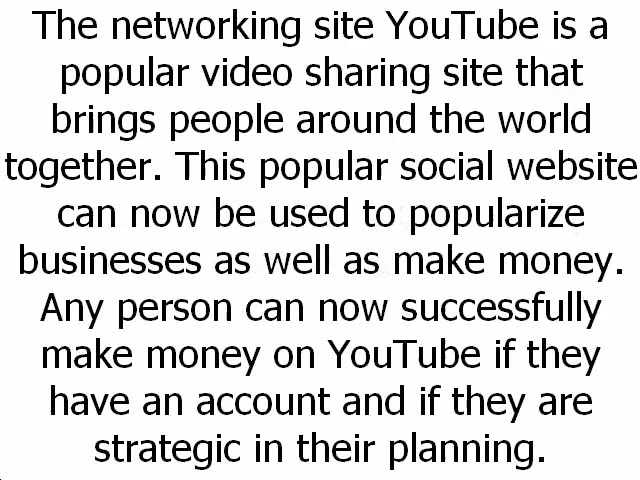 The networking site YouTube is a
popular video sharing site that
brings people around the world
together. This popular social website
can now be used to popularize
businesses as well as make money.
Any person can now successfully
make money on YouTube if they
have an account and if they are
strategic in their planning.